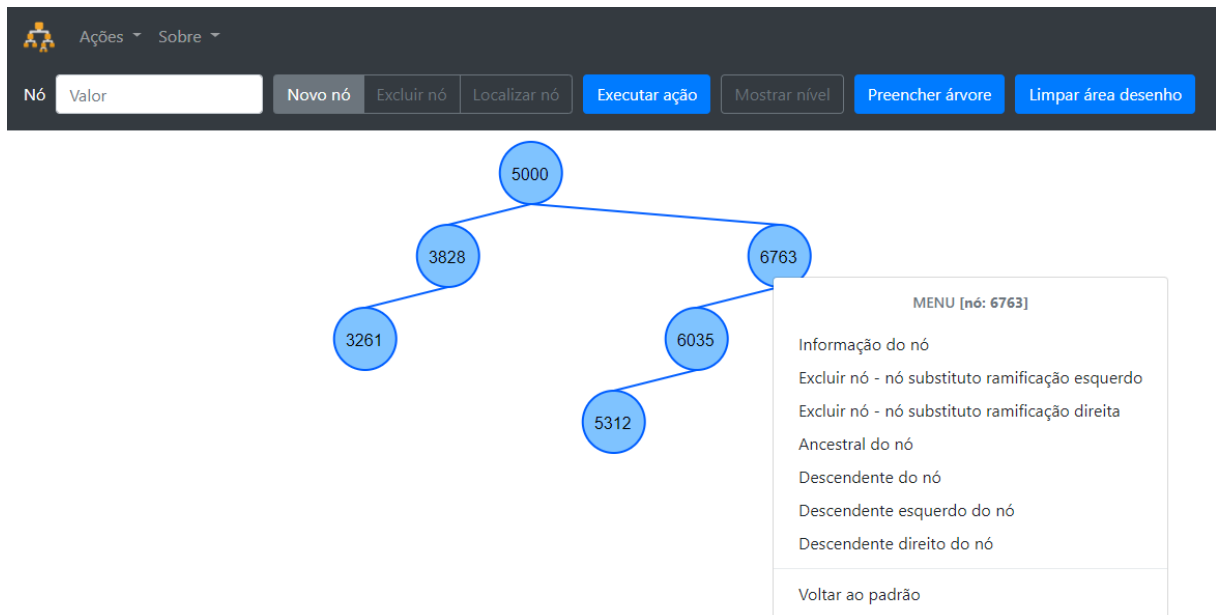 Ações Sobre
Nó Valor Novo nó Excluir nó Localizar nó Executar ação Mostrar nível Preencher árvore Limpar área desenho
5000
3828 6763
MENU [nó: 6763]
3261 6035 Informação do nó
Excluir nó - nó substituto ramificação esquerdo
Excluir nó - nó substituto ramificação direita
5312 Ancestral do nó
Descendente do nó
Descendente esquerdo do nó
Descendente direito do nó
Voltar ao padrão